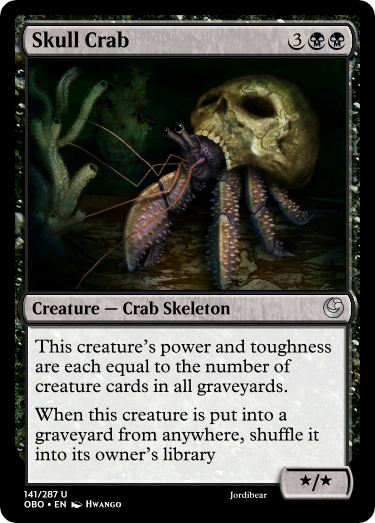 Skull Crab 3
Creature — Crab Skeleton
This creature's power and toughness
are each equal to the number of
creature cards in all graveyards.
When this creature is put into a
graveyard from anywhere, shuffle it
into its owner's library
★/★
141/287 U
OBO • EN Hwango
Jordibear